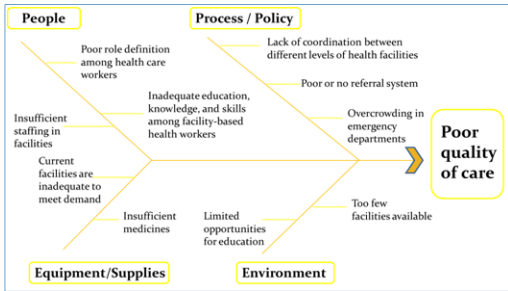 People
Process / Policy
Poor role definition
among health care
workers
Lack of coordination between
different levels of health facilities
Inadequate education,
knowledge, and skills
among facility-based
health workers
Poor or no referral system
Insufficient
staffing in
facilities
Overcrowding in
emergency
departments
Poor
quality
of care
Current
facilities are
inadequate to
meet demand
Insufficient
medicines
Limited
opportunities
for education
Too few
facilities available
Equipment/Supplies
Environment